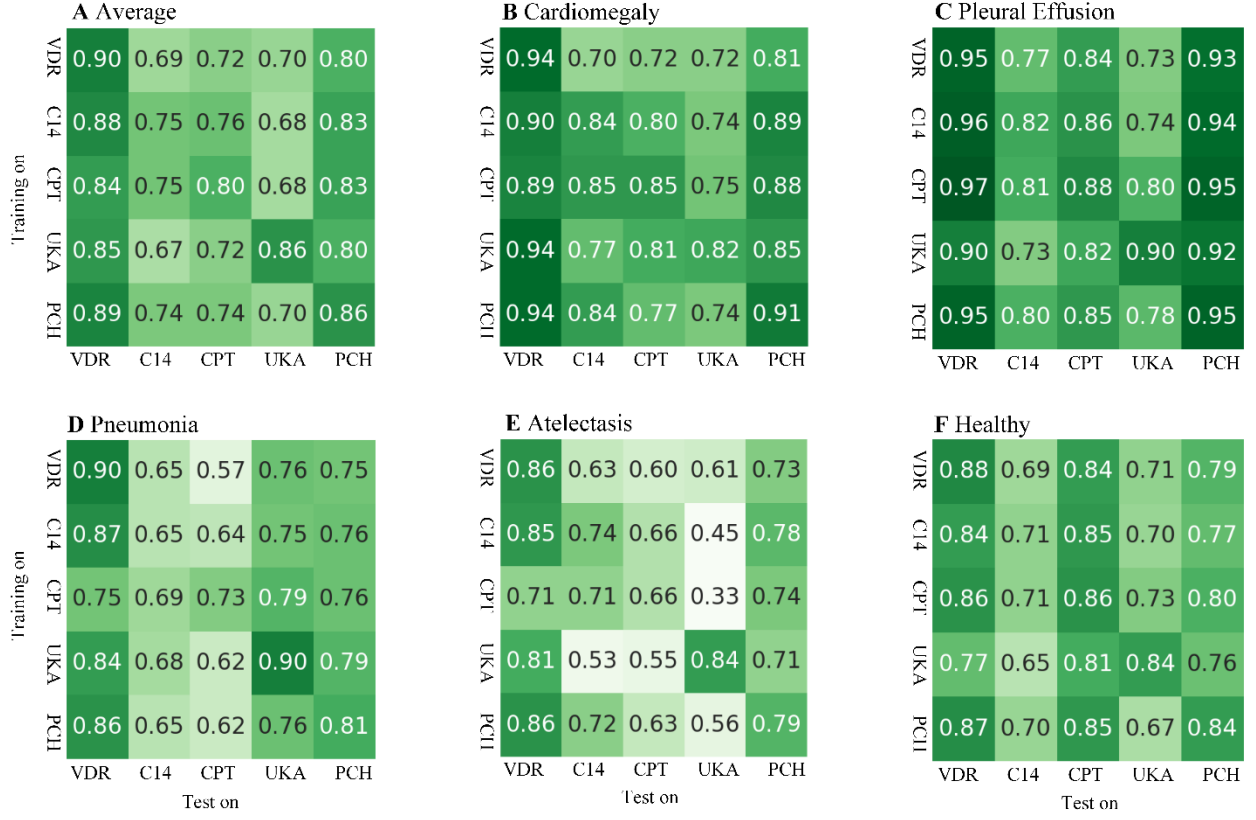 A Average
B Cardiomegaly
C Pleural Effusion
VDR 0.90 0.69 0.72 0.70 0.80
VDR 0.94 0.70 0.72 0.72 0.81
VDR 0.95 0.77 0.84 0.73 0.93
C14 0.88 0.75 0.76 0.68 0.83
C14 0.90 0.84 0.80 0.74 0.89
C14 0.96 0.82 0.86 0.74 0.94
Training on
CPT 0.84 0.75 0.80 0.68 0.83
CPT 0.89 0.85 0.85 0.75 0.88
CPT 0.97 0.81 0.88 0.80 0.95
UKA 0.85 0.67 0.72 0.86 0.80
UKA 0.94 0.77 0.81 0.82 0.85
UKA 0.90 0.73 0.82 0.90 0.92
PCH 0.89 0.74 0.74 0.70 0.86
PCH 0.94 0.84 0.77 0.74 0.91
PCH 0.95 0.80 0.85 0.78 0.95
VDR C14 CPT UKA PCH
VDR C14 CPT UKA PCH
VDR C14 CPT UKA PCH
D Pneumonia
E Atelectasis
F Healthy
VDR 0.90 0.65 0.57 0.76 0.75
VDR 0.86 0.63 0.60 0.61 0.73
VDR 0.88 0.69 0.84 0.71 0.79
C14 0.87 0.65 0.64 0.75 0.76
C14 0.85 0.74 0.66 0.45 0.78
C14 0.84 0.71 0.85 0.70 0.77
Training on
CPT 0.75 0.69 0.73 0.79 0.76
CPT 0.71 0.71 0.66 0.33 0.74
CPT 0.86 0.71 0.86 0.73 0.80
UKA 0.84 0.68 0.62 0.90 0.79
UKA 0.81 0.53 0.55 0.84 0.71
UKA 0.77 0.65 0.81 0.84 0.76
PCH 0.86 0.65 0.62 0.76 0.81
PCH 0.86 0.72 0.63 0.56 0.79
PCH 0.87 0.70 0.85 0.67 0.84
VDR C14 CPT UKA PCH
VDR C14 CPT UKA PCH
VDR C14 CPT UKA PCH
Test on
Test on
Test on